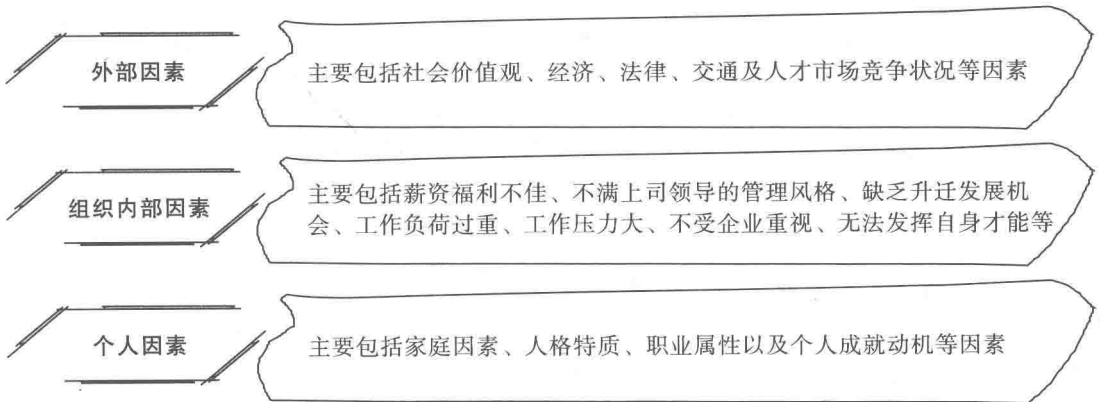 外部因素
主要包括社会价值观、经济、法律、交通及人才市场竞争状况等因素
组织内部因素
主要包括薪资福利不佳、不满上司领导的管理风格、缺乏升迁发展机
会、工作负荷过重、工作压力大、不受企业重视、无法发挥自身才能等
个人因素
主要包括家庭因素、人格特质、职业属性以及个人成就动机等因素